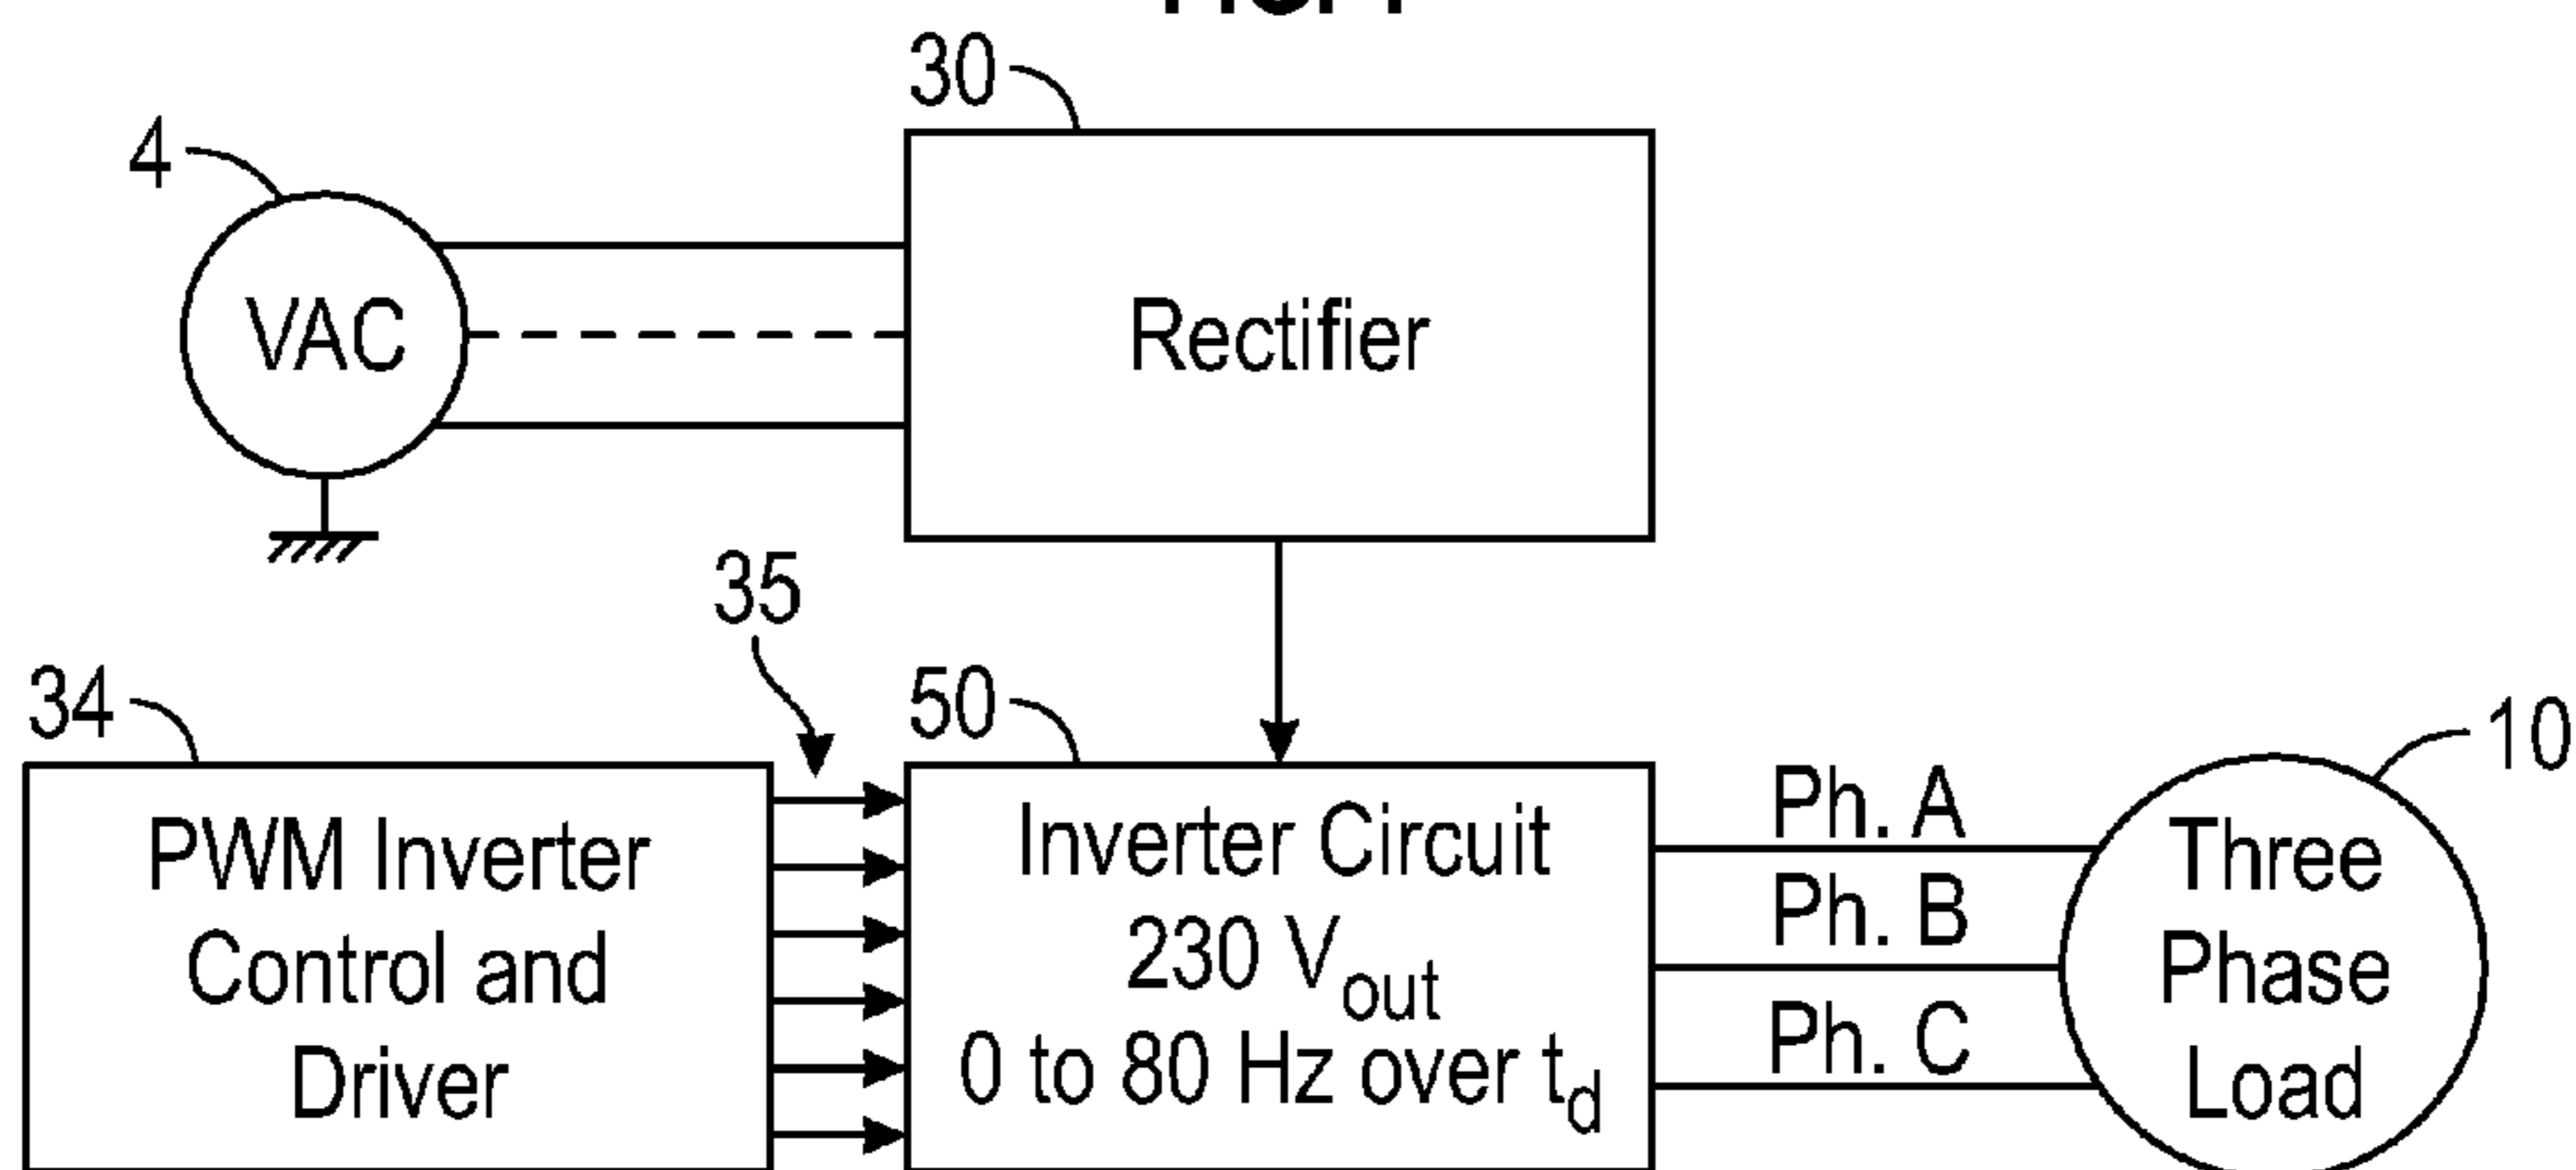 30
4
VAC
Rectifier
35
34
50
10
PWM Inverter
Control and
Driver
Inverter Circuit
230 Vout
0 to 80 Hz over td
Ph. A
Ph. B
Ph. C
Three
Phase
Load